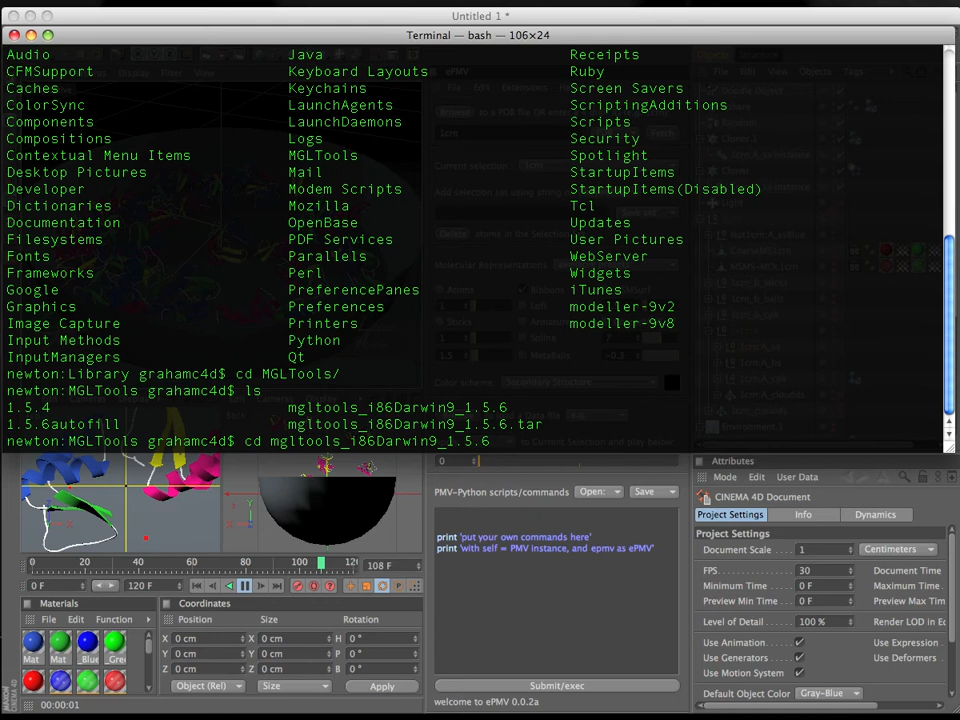 Untitled 1 *
Terminal — bash — 106×24
Audio Java Receipts
CFMSupport Keyboard Layouts Ruby
Caches Keychains Screen Savers
ColorSync LaunchAgents ScriptingAdditions
Components LaunchDaemons Scripts
Compositions Logs Security
Contextual Menu Items MGLTools Spotlight
Desktop Pictures Mail StartupItems
Developer Modem Scripts StartupItems(Disabled)
Dictionaries Mozilla Tcl
Documentation OpenBase Updates
Filesystems PDF Services User Pictures
Fonts Parallels WebServer
Frameworks Perl Widgets
Google PreferencePanes iTunes
Graphics Preferences modeller-9v2
Image Capture Printers modeller-9v8
Input Methods Python
InputManagers Qt
newton:Library grahamc4d$ cd MGLTools/
newton:MGLTools grahamc4d$ ls
1.5.4 mgltools_i86Darwin9_1.5.6
1.5.6autofill mgltools_i86Darwin9_1.5.6.tar
newton:MGLTools grahamc4d$ cd mgltools_i86Darwin9_1.5.6
0
PMV-Python scripts/commands Open: Save
print 'put your own commands here'
print 'with self = PMV instance, and epmv as ePMV'
Submit/exec
welcome to ePMV 0.0.2a
Attributes
Mode Edit User Data
CINEMA 4D Document
Project Settings Info Dynamics
Project Settings
Document Scale 1 Centimeters
FPS 30 Document Time
Minimum Time 0 F Maximum Time
Preview Min Time 0 F Preview Max Tim
Level of Detail 100 % Render LOD in Ed
Use Animation Use Expression
Use Generators Use Deformers
Use Motion System
Default Object Color Gray-Blue
0 20 40 60 80 100 108 F
0 F 120 F
Materials
File Edit Function
Mat Mat _Blue _Gree
Coordinates
Position Size Rotation
X 0 cm X 0 cm H 0 °
Y 0 cm Y 0 cm P 0 °
Z 0 cm Z 0 cm B 0 °
Object (Rel) Size Apply
00:00:01
MAXON CINEMA 4D